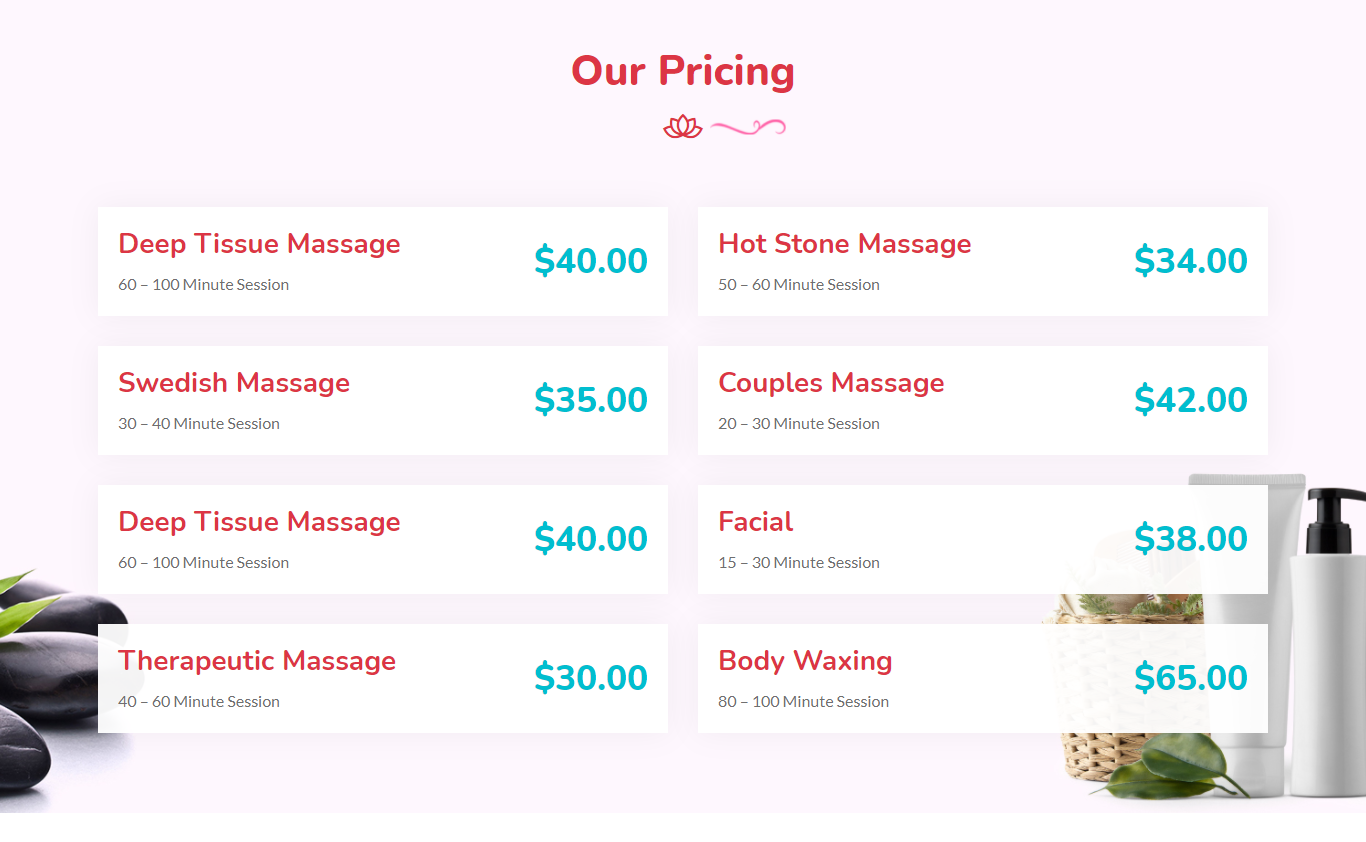 Our Pricing
Deep Tissue Massage
60 – 100 Minute Session
$40.00
Hot Stone Massage
50 – 60 Minute Session
$34.00
Swedish Massage
30 – 40 Minute Session
$35.00
Couples Massage
20 – 30 Minute Session
$42.00
Deep Tissue Massage
60 – 100 Minute Session
$40.00
Facial
15 – 30 Minute Session
$38.00
Therapeutic Massage
40 – 60 Minute Session
$30.00
Body Waxing
80 – 100 Minute Session
$65.00